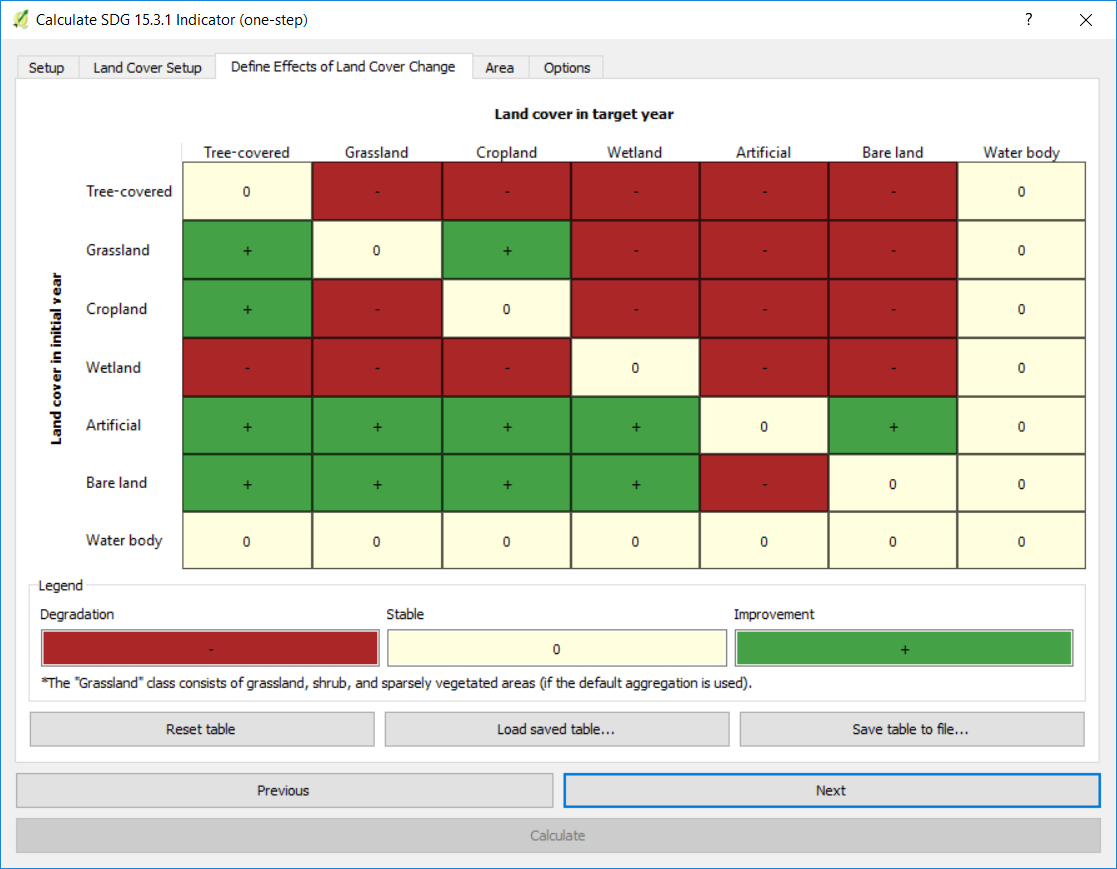 Calculate SDG 15.3.1 Indicator (one-step) ?
Setup Land Cover Setup Define Effects of Land Cover Change Area Options
Land cover in target year
Tree-covered Grassland Cropland Wetland Artificial Bare land Water body
Land cover in initial year
Tree-covered 0 - - - - - 0
Grassland + 0 + - - - 0
Cropland + - 0 - - - 0
Wetland - - - 0 - - 0
Artificial + + + + 0 + 0
Bare land + + + + - 0 0
Water body 0 0 0 0 0 0 0
Legend
Degradation Stable Improvement
- 0 +
*The "Grassland" class consists of grassland, shrub, and sparsely vegetated areas (if the default aggregation is used).
Reset table Load saved table... Save table to file...
Previous Next
Calculate